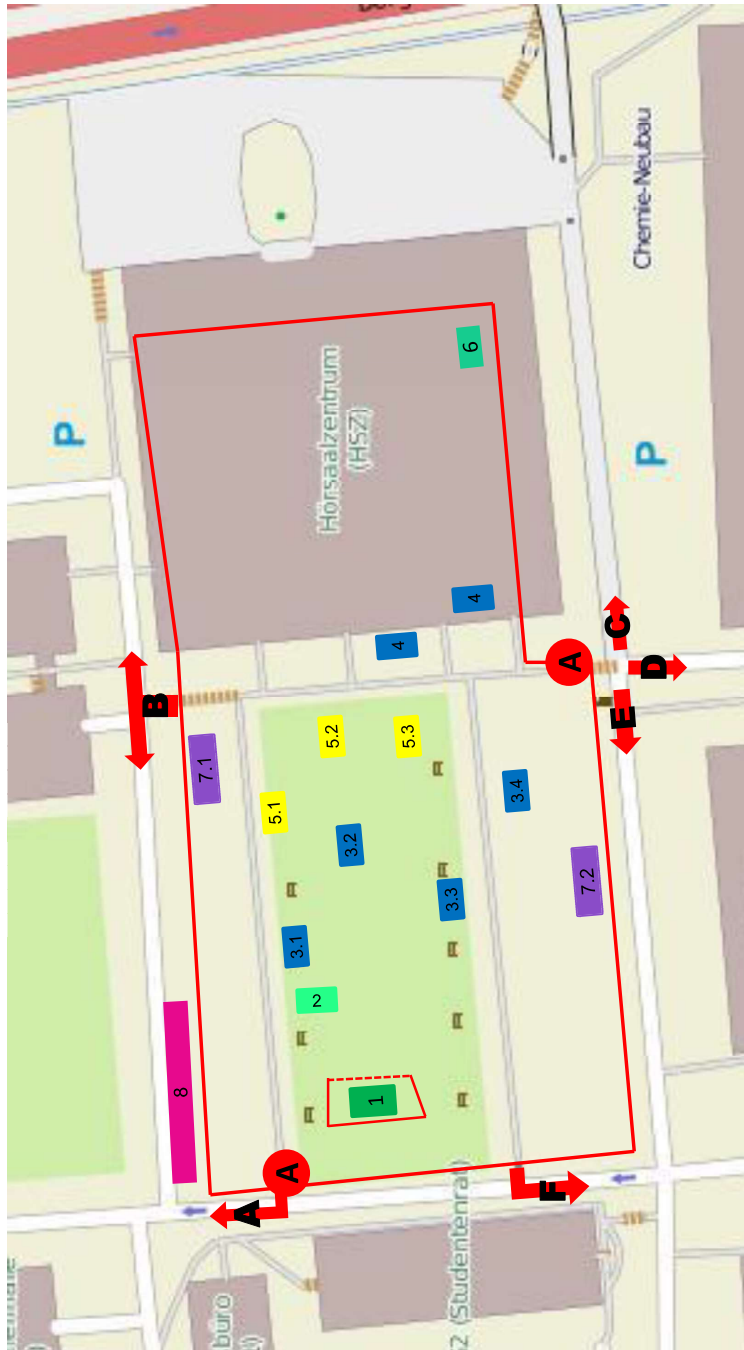 Chemie-Neubau
P
P
Hörsaalzentrum
(HSZ)
6
4
4
A
B
C
D
E
7.1
5.1
5.2
5.3
3.1
3.2
3.3
3.4
7.2
2
1
8
A
A
F
büro
2 (Studentenrat)